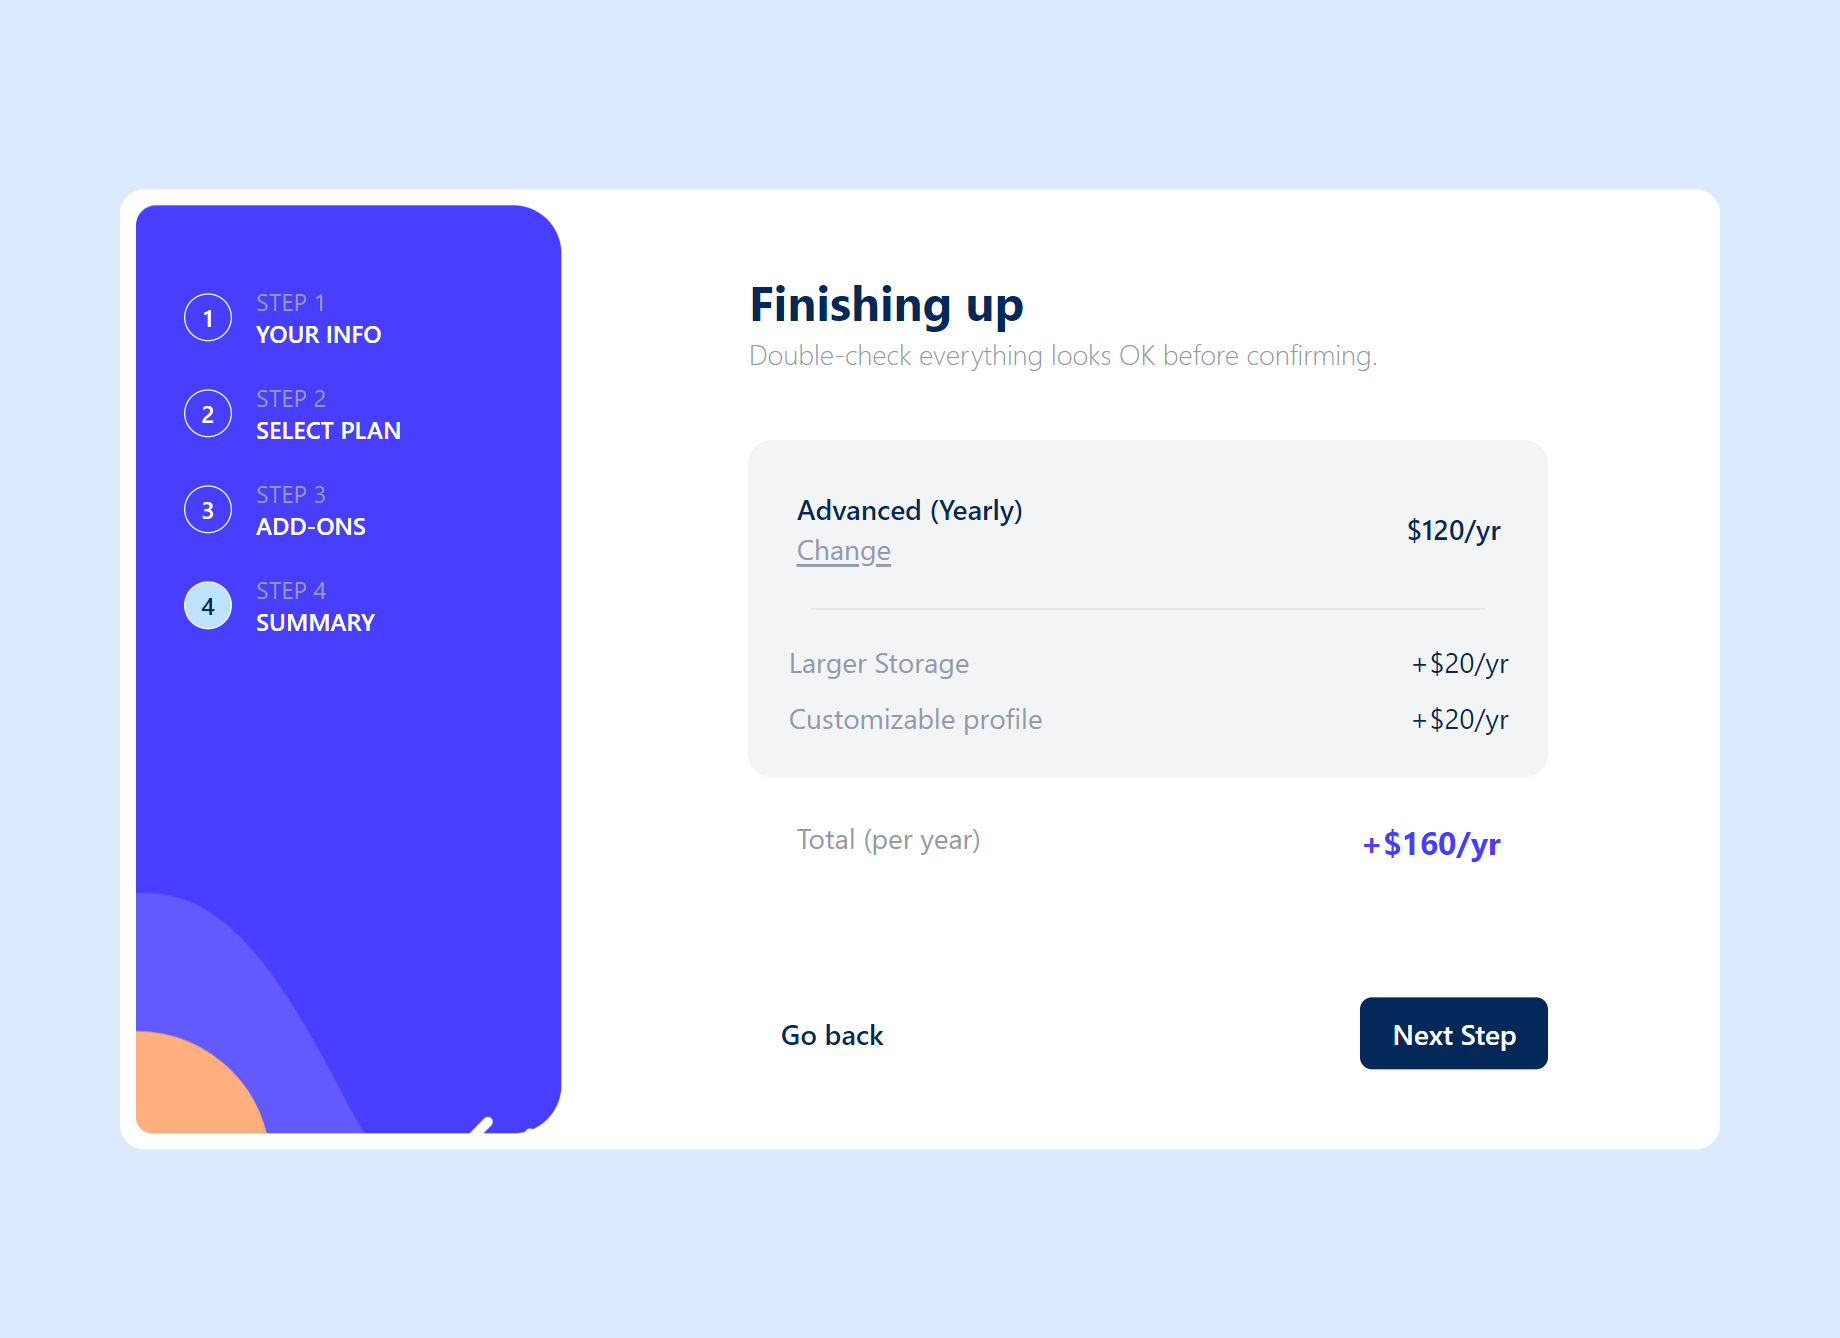 1
STEP 1
YOUR INFO
2
STEP 2
SELECT PLAN
3
STEP 3
ADD-ONS
4
STEP 4
SUMMARY
Finishing up
Double-check everything looks OK before confirming.
Advanced (Yearly)
Change
$120/yr
Larger Storage
+$20/yr
Customizable profile
+$20/yr
Total (per year)
+$160/yr
Go back
Next Step